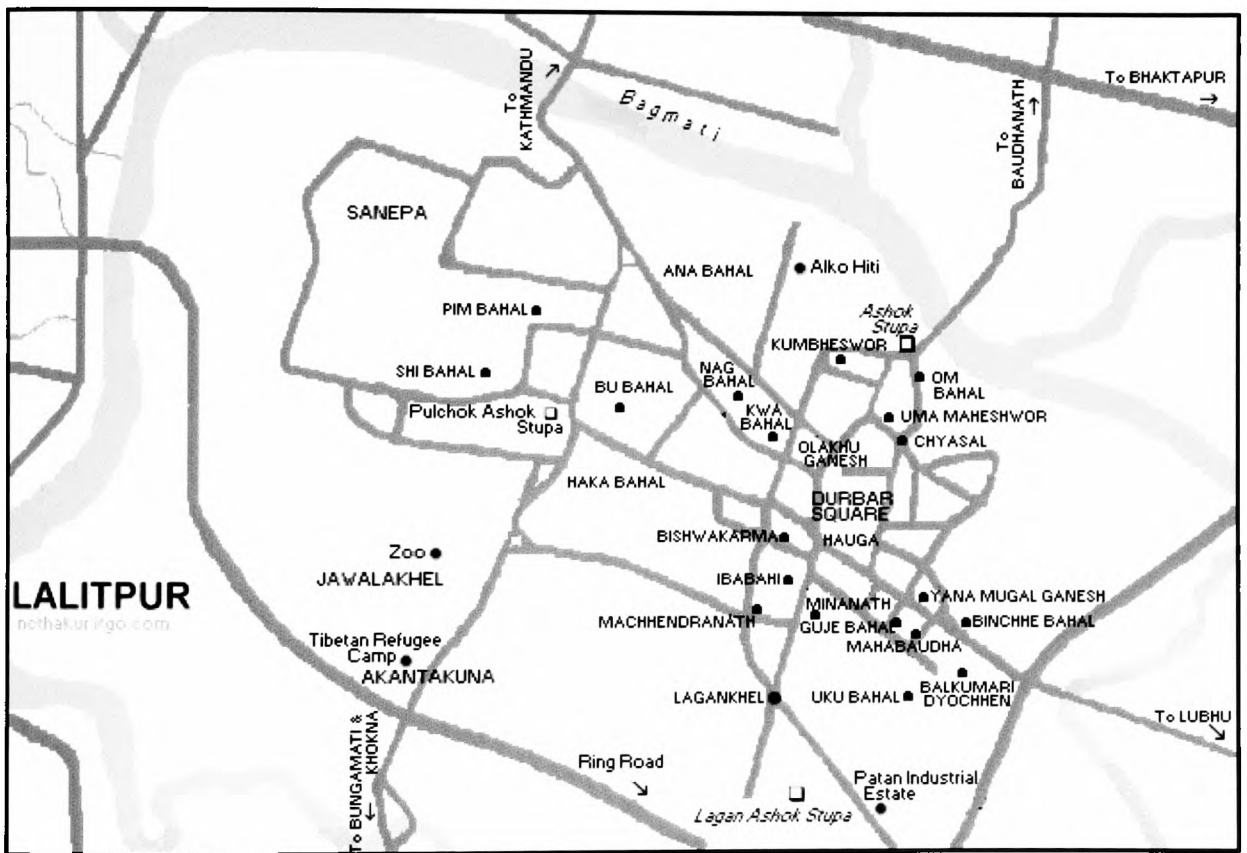 To
KATHMANDU
Bagmati
To
BAUDHANATH
To BHAKTAPUR
SANEPA
ANA BAHAL
Alko Hiti
PIM BAHAL
Ashok
Stupa
KUMBHESWOR
SHI BAHAL
BU BAHAL
NAG
BAHAL
OM
BAHAL
Pulchok Ashok
Stupa
KWA
BAHAL
UMA MAHESHWOR
CHYASAL
OLAKHU
GANESH
HAKA BAHAL
DURBAR
SQUARE
BISHWAKARMA
HAUGA
Zoo
JAWALAKHEL
IBABAHI
LALITPUR
MACHHENDRANATH
MINANATH
YANA MUGAL GANESH
GUJE BAHAL
BINCHHE BAHAL
MAHABAUDHA
Tibetan Refugee
Camp
AKANTAKUNA
LAGANKHEL
UKU BAHAL
BALKUMARI
DYOCHHEN
To LUBHU
To BUNGAMATI &
KHOKNA
Ring Road
Patan Industrial
Estate
Lagan Ashok Stupa